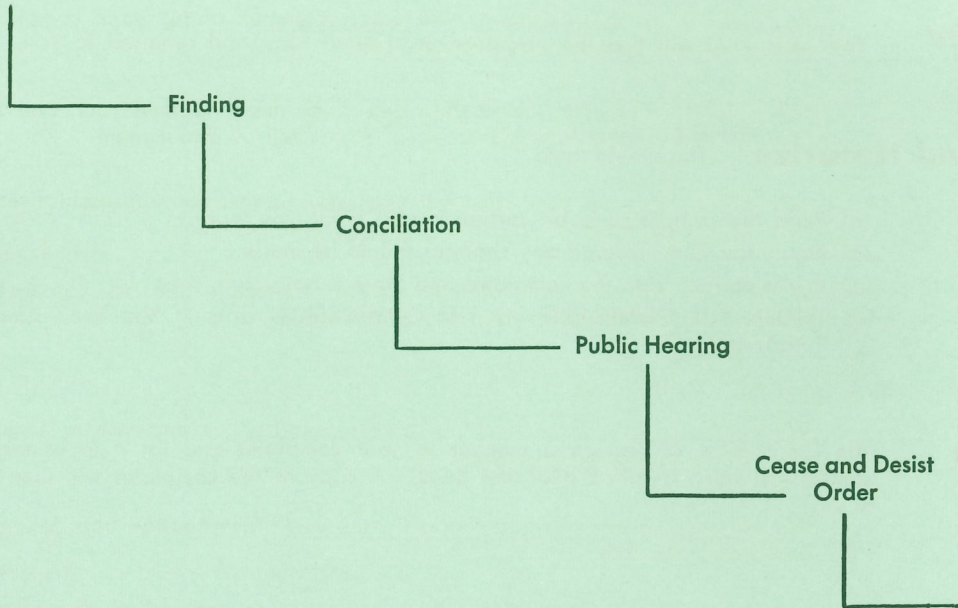 Finding
Conciliation
Public Hearing
Cease and Desist
Order